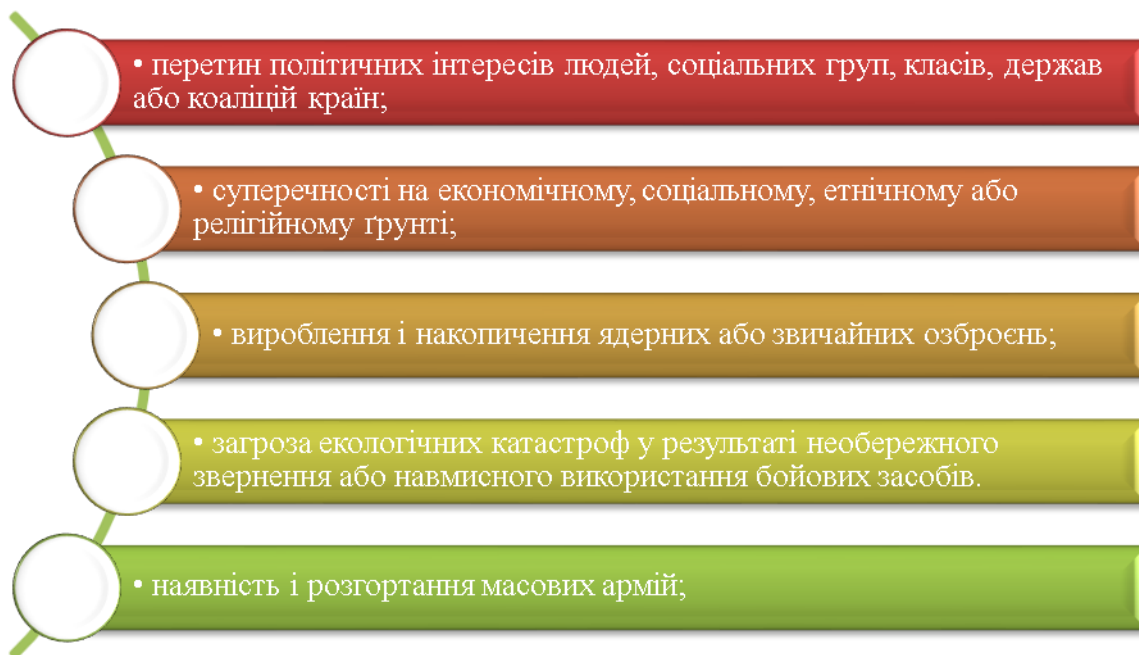 • перетин політичних інтересів людей, соціальних груп, класів, держав
або коаліцій країн;
• суперечності на економічному, соціальному, етнічному або
релігійному ґрунті;
• вироблення і накопичення ядерних або звичайних озброєнь;
• загроза екологічних катастроф у результаті необережного
звернення або навмисного використання бойових засобів.
• наявність і розгортання масових армій;